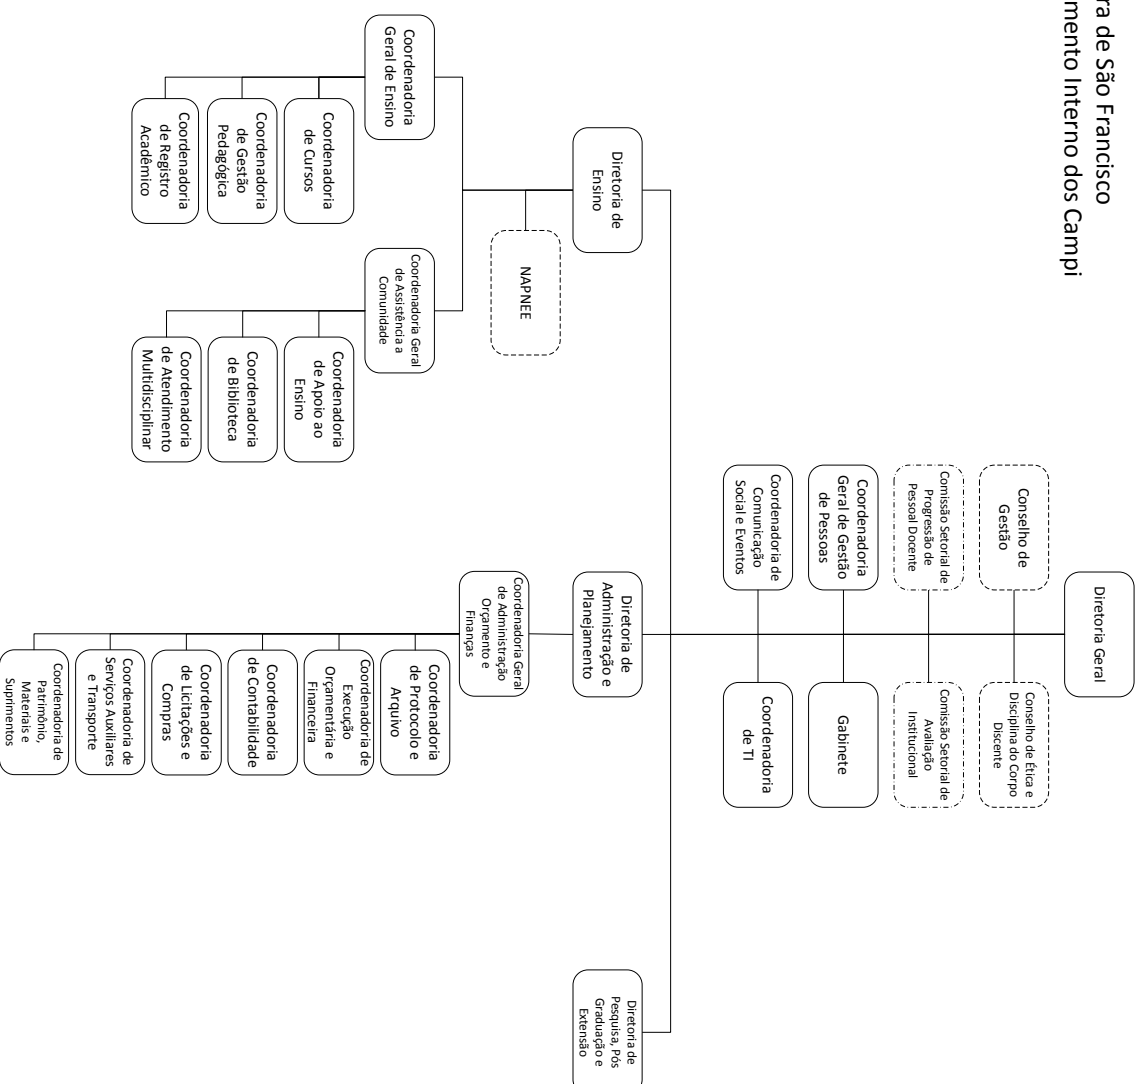 ra de São Francisco
mento Interno dos Campi
Diretoria Geral
Conselho de
Gestão
Conselho de Ética e
Disciplina do Corpo
Discente
Comissão Setorial de
Progressão de
Pessoal Docente
Comissão Setorial de
Avaliação
Institucional
Coordenadoria
Geral de Gestão
de Pessoas
Gabinete
Coordenadoria de
Comunicação
Social e Eventos
Coordenadoria
de TI
Diretoria de
Ensino
Diretoria de
Administração e
Planejamento
Diretoria de
Pesquisa, Pós
Graduação e
Extensão
NAPNEE
Coordenadoria
Geral de Ensino
Coordenadoria Geral
de Assistência a
Comunidade
Coordenadoria
de Cursos
Coordenadoria
de Gestão
Pedagógica
Coordenadoria
de Registro
Acadêmico
Coordenadoria
de Apoio ao
Ensino
Coordenadoria
de Biblioteca
Coordenadoria
de Atendimento
Multidisciplinar
Coordenadoria Geral
de Administração
Orçamento e
Finanças
Coordenadoria
de Protocolo e
Arquivo
Coordenadoria de
Execução
Orçamentária e
Financeira
Coordenadoria
de Contabilidade
Coordenadoria
de Licitações e
Compras
Coordenadoria de
Serviços Auxiliares
e Transporte
Coordenadoria de
Patrimônio,
Materiais e
Suprimentos